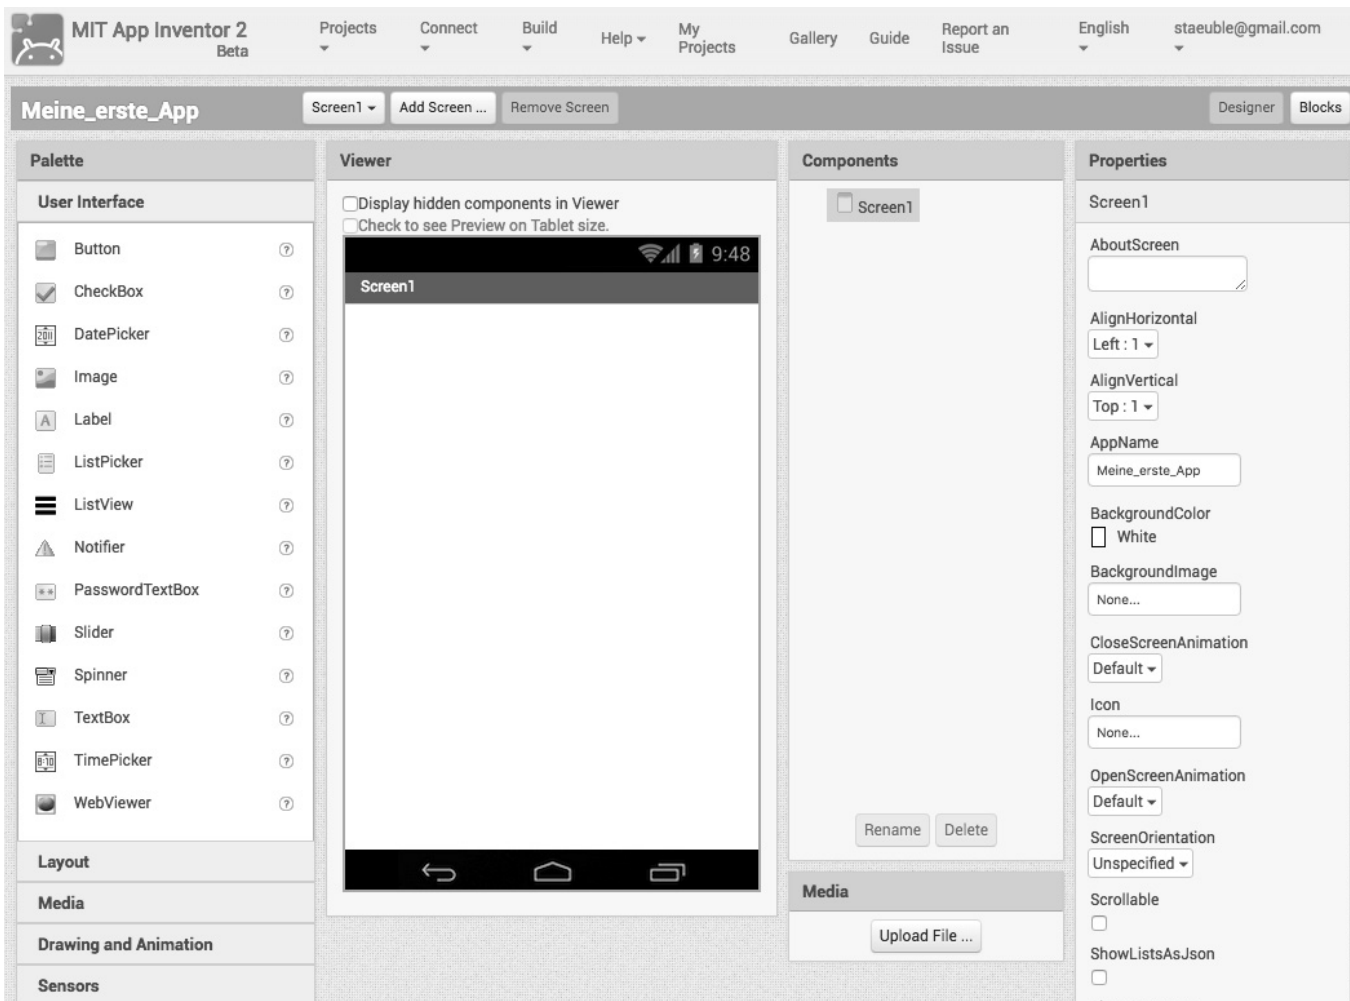 MIT App Inventor 2
Beta
Projects
Connect
Build
Help
My Projects
Gallery
Guide
Report an Issue
English
staeuble@gmail.com
Meine_erste_App
Screen1
Add Screen ...
Remove Screen
Designer
Blocks
Palette
User Interface
Button
CheckBox
DatePicker
Image
Label
ListPicker
ListView
Notifier
PasswordTextBox
Slider
Spinner
TextBox
TimePicker
WebViewer
Layout
Media
Drawing and Animation
Sensors
Viewer
Display hidden components in Viewer
Check to see Preview on Tablet size.
9:48
Screen1
Components
Screen1
Rename
Delete
Media
Upload File ...
Properties
Screen1
AboutScreen
AlignHorizontal
Left : 1
AlignVertical
Top : 1
AppName
Meine_erste_App
BackgroundColor
White
BackgroundImage
None...
CloseScreenAnimation
Default
Icon
None...
OpenScreenAnimation
Default
ScreenOrientation
Unspecified
Scrollable
ShowListsAsJson